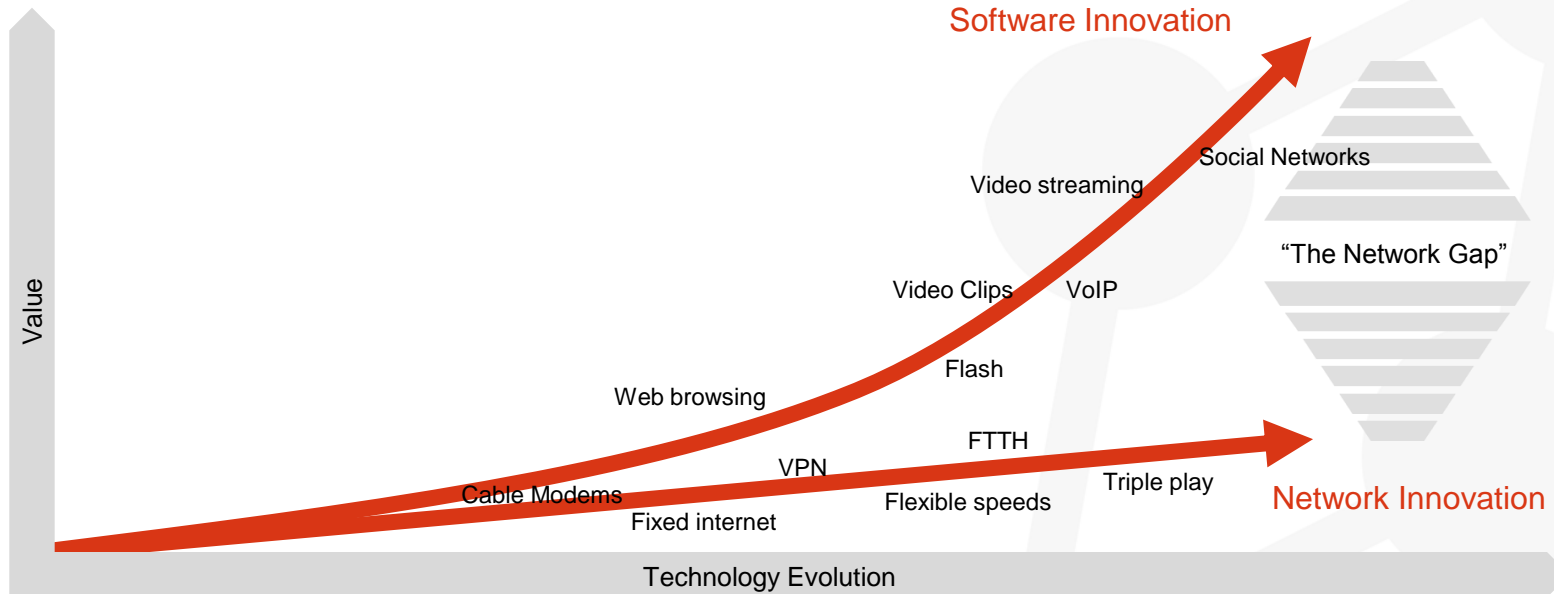 Software Innovation
Social Networks
Video streaming
“The Network Gap”
Video Clips
VoIP
Value
Flash
Web browsing
FTTH
VPN
Triple play
Cable Modems
Flexible speeds
Network Innovation
Fixed internet
Technology Evolution